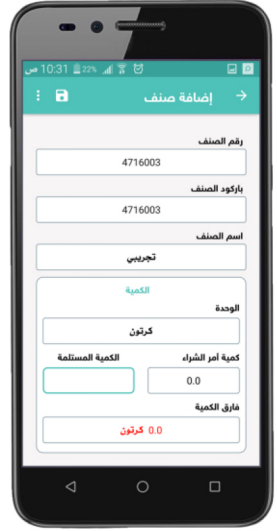 10:31 ص 22%
إضافة صنف
رقم الصنف
4716003
باركود الصنف
4716003
اسم الصنف
تجريبي
الكمية
الوحدة
كرتون
كمية أمر الشراء الكمية المستلمة
0.0
فارق الكمية
0.0 كرتون